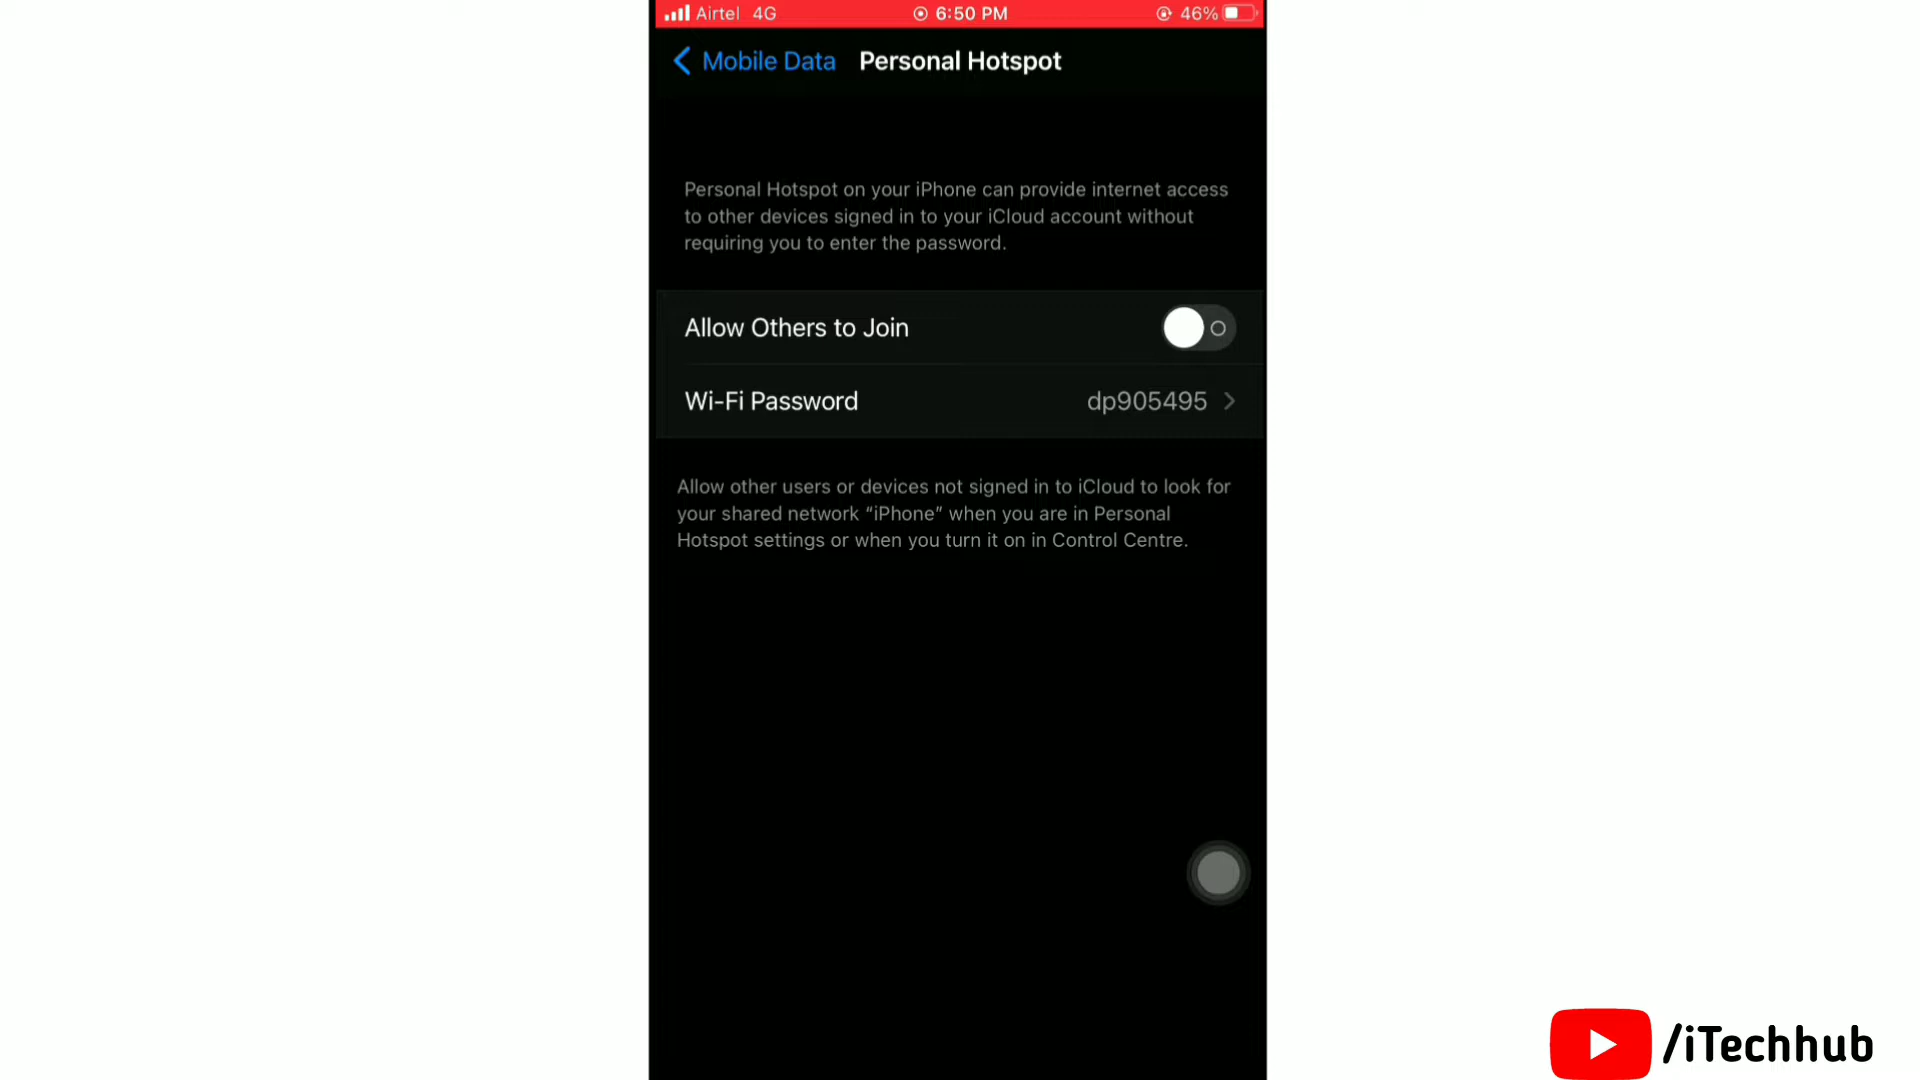 Airtel 4G 6:50 PM 46%
Mobile Data Personal Hotspot
Personal Hotspot on your iPhone can provide internet access
to other devices signed in to your iCloud account without
requiring you to enter the password.
Allow Others to Join
Wi-Fi Password dp905495
Allow other users or devices not signed in to iCloud to look for
your shared network “iPhone” when you are in Personal
Hotspot settings or when you turn it on in Control Centre.
/iTechhub